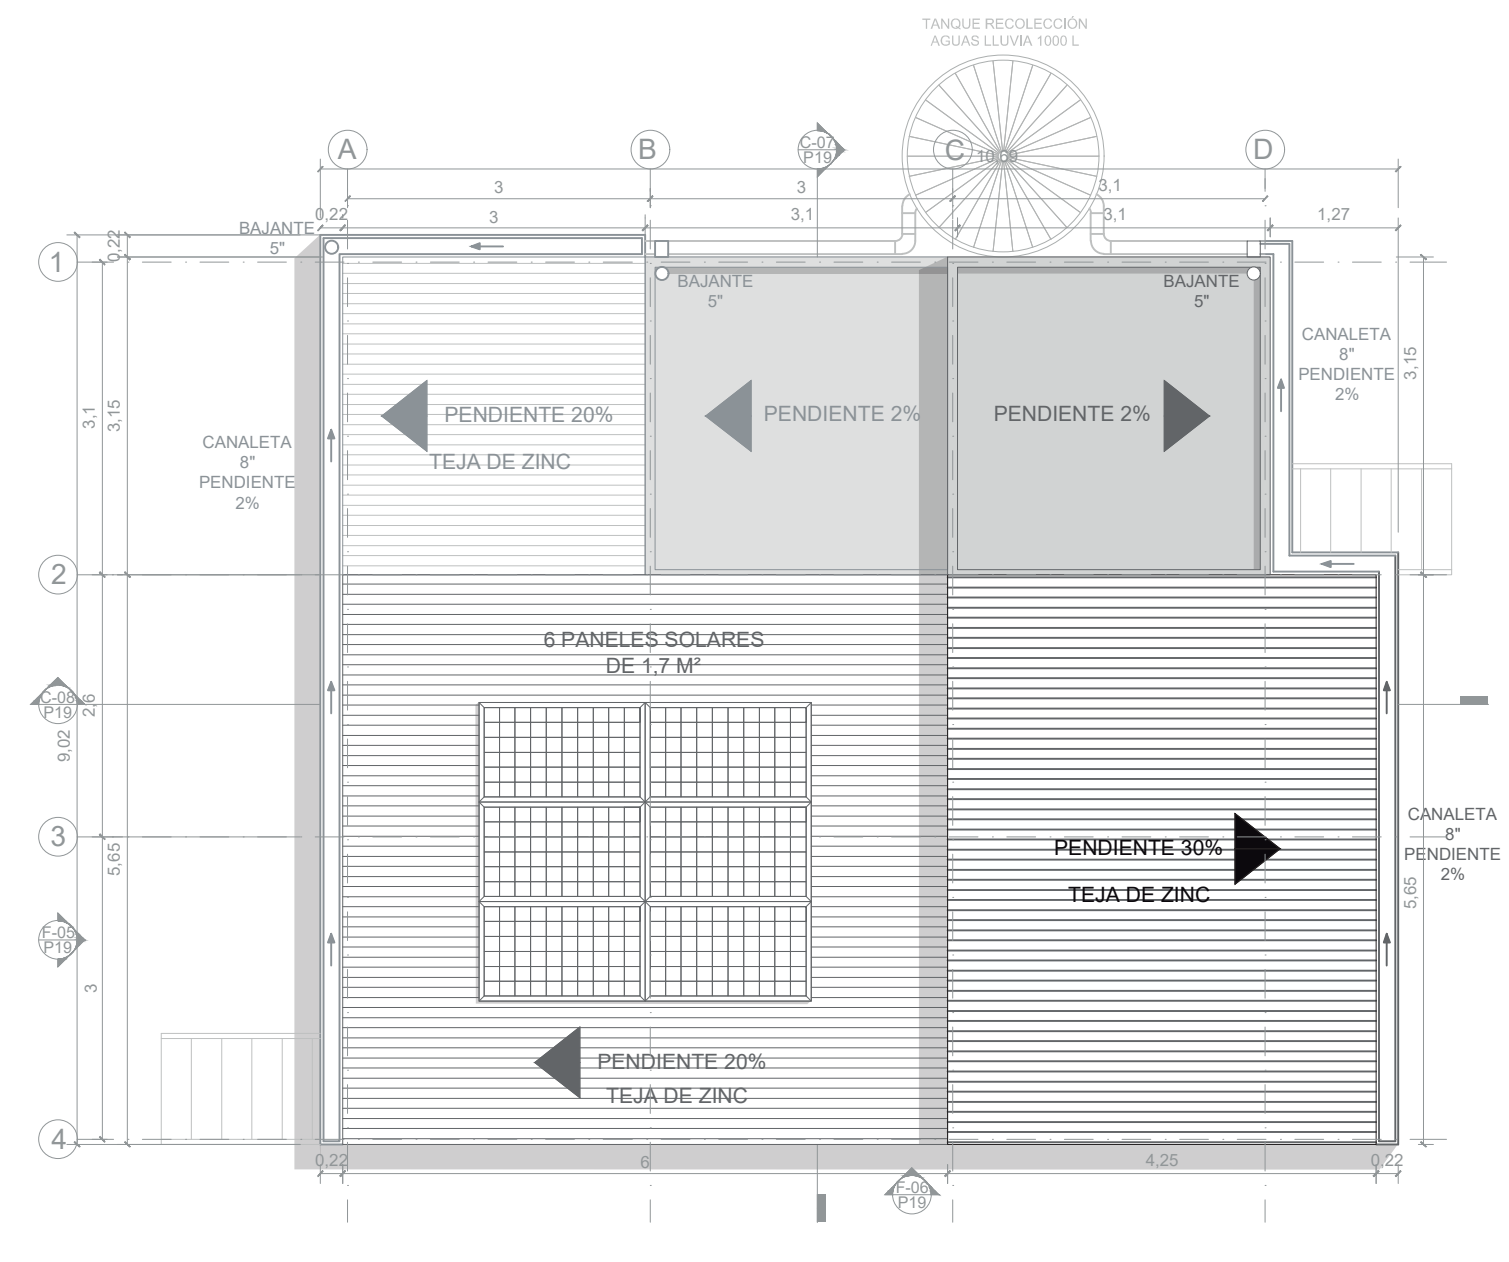 TANQUE RECOLECCIÓN
AGUAS LLUVIA 1000 L
A
B
C-07
P19
C
10,69
D
3
3
3,1
0,22
3
3,1
3,1
1,27
BAJANTE
5"
0,22
1
BAJANTE
5"
BAJANTE
5"
CANALETA
8"
PENDIENTE
2%
3,15
3,1
3,15
PENDIENTE 20%
TEJA DE ZINC
PENDIENTE 2%
PENDIENTE 2%
CANALETA
8"
PENDIENTE
2%
2
6 PANELES SOLARES
DE 1,7 M²
C-08
P19
2,6
9,02
3
5,65
PENDIENTE 30%
TEJA DE ZINC
CANALETA
8"
PENDIENTE
2%
5,65
F-05
P19
3
PENDIENTE 20%
TEJA DE ZINC
4
0,22
6
4,25
0,22
F-06
P19